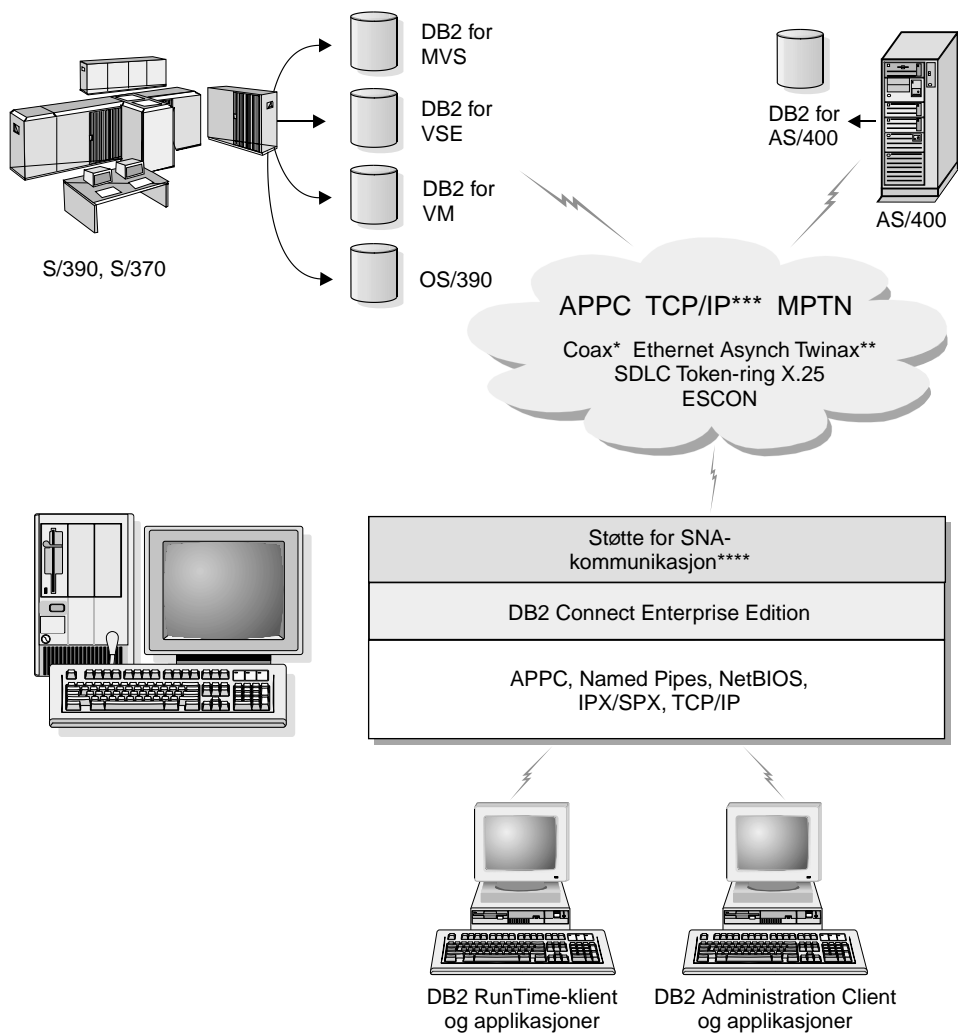 DB2 for
MVS
DB2 for
VSE
DB2 for
VM
OS/390
S/390, S/370
DB2 for
AS/400
AS/400
APPC TCP/IP*** MPTN
Coax* Ethernet Asynch Twinax**
SDLC Token-ring X.25
ESCON
Støtte for SNA-
kommunikasjon****
DB2 Connect Enterprise Edition
APPC, Named Pipes, NetBIOS,
IPX/SPX, TCP/IP
DB2 RunTime-klient
og applikasjoner
DB2 Administration Client
og applikasjoner